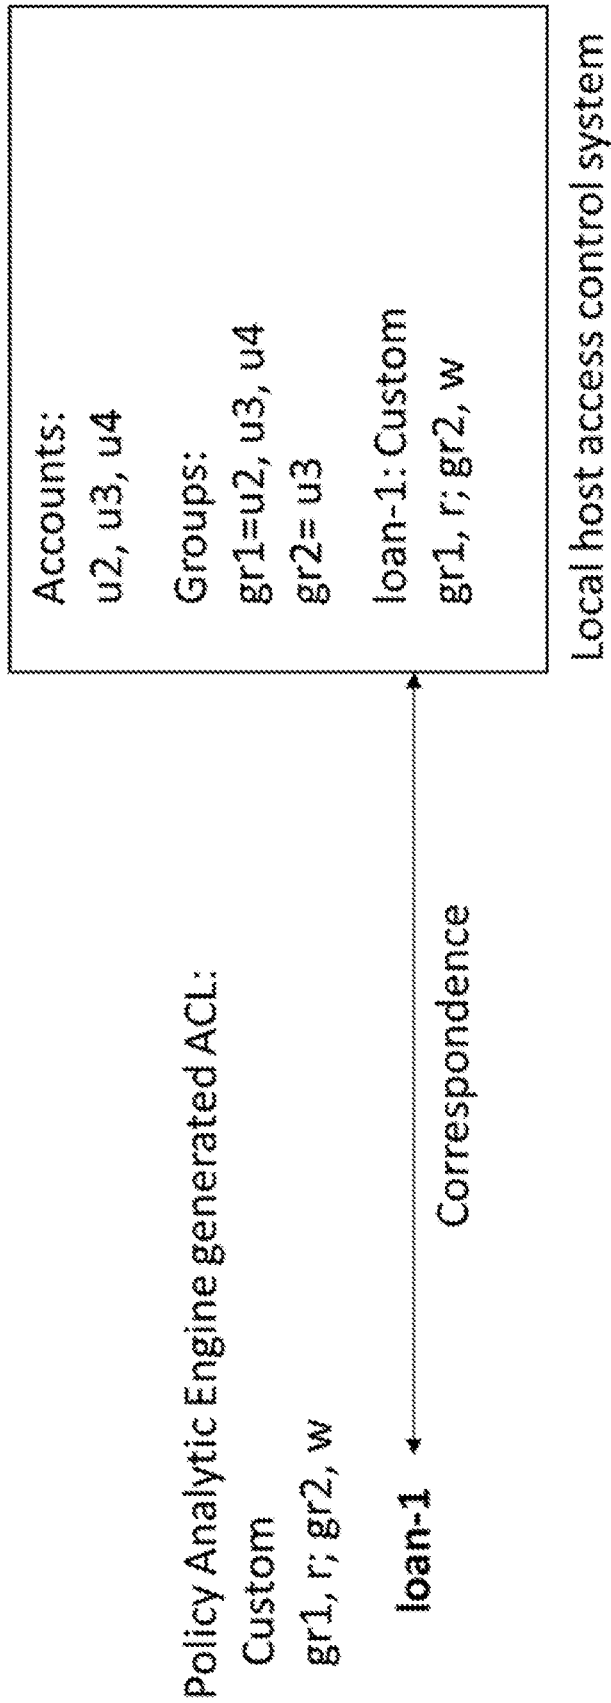 Policy Analytic Engine generated ACL:
Custom
gr1, r; gr2, w
loan-1
Correspondence
Accounts:
u2, u3, u4
Groups:
gr1=u2, u3, u4
gr2= u3
loan-1: Custom
gr1, r; gr2, w
Local host access control system